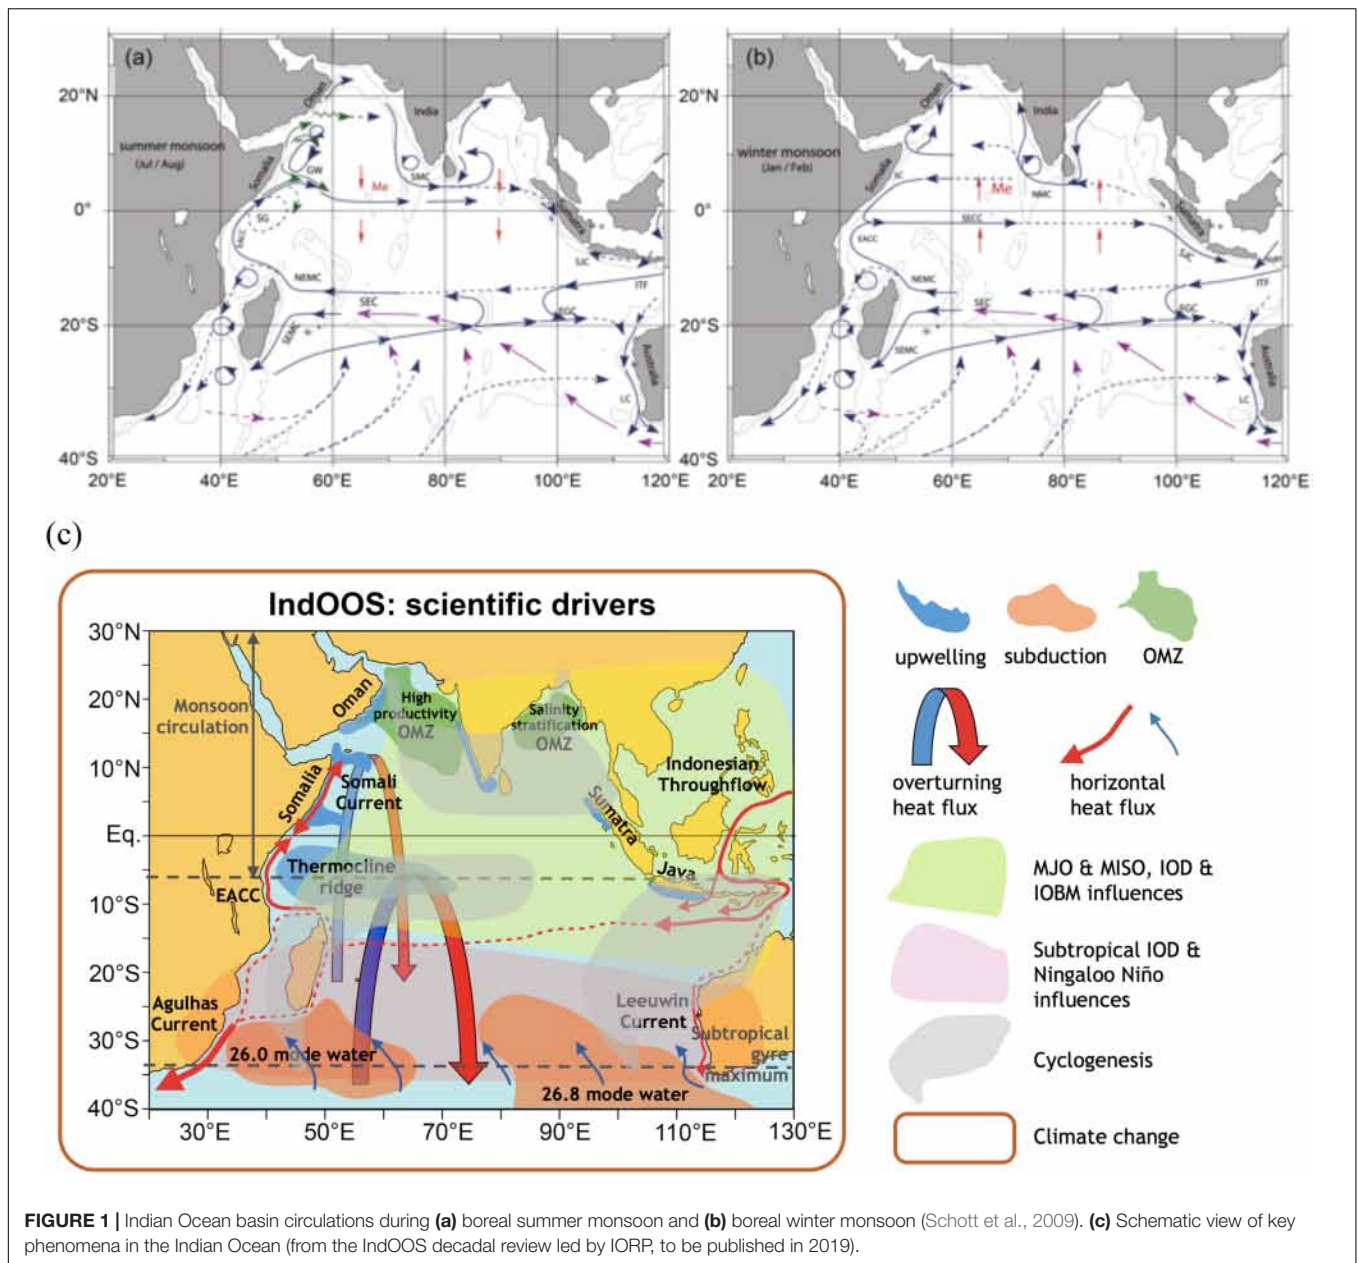 (a)
Oman
India
20°N
summer monsoon
(Jul / Aug)
Somalia
GW
SMC
Me
0°
SG
Sumatra
EACC
SJC
NEMC
ITF
SEC
EGC
20°S
SEMC
Australia
LC
40°S
20°E 40°E 60°E 80°E 100°E 120°E
(b)
Oman
India
20°N
winter monsoon
(Jan / Feb)
Somalia
SC
Me
NMC
0°
SECC
Sumatra
EACC
SJC
NEMC
ITF
SEC
EGC
20°S
SEMC
Australia
LC
40°S
20°E 40°E 60°E 80°E 100°E 120°E
(c)
IndOOS: scientific drivers
30°N
20°N
10°N
Eq.
10°S
20°S
30°S
40°S
30°E 50°E 70°E 90°E 110°E 130°E
Monsoon
circulation
Oman
High
productivity
OMZ
Salinity
stratification
OMZ
Indonesian
Throughflow
Somalia
Somali
Current
Sumatra
Thermocline
ridge
Java
EACC
Agulhas
Current
Leeuwin
Current
Subtropical
gyre
maximum
26.0 mode water
26.8 mode water
upwelling
subduction
OMZ
overturning
heat flux
horizontal
heat flux
MJO & MISO, IOD &
IOBM influences
Subtropical IOD &
Ningaloo Niño
influences
Cyclogenesis
Climate change
FIGURE 1 | Indian Ocean basin circulations during (a) boreal summer monsoon and (b) boreal winter monsoon (Schott et al., 2009). (c) Schematic view of key
phenomena in the Indian Ocean (from the IndOOS decadal review led by IORP, to be published in 2019).